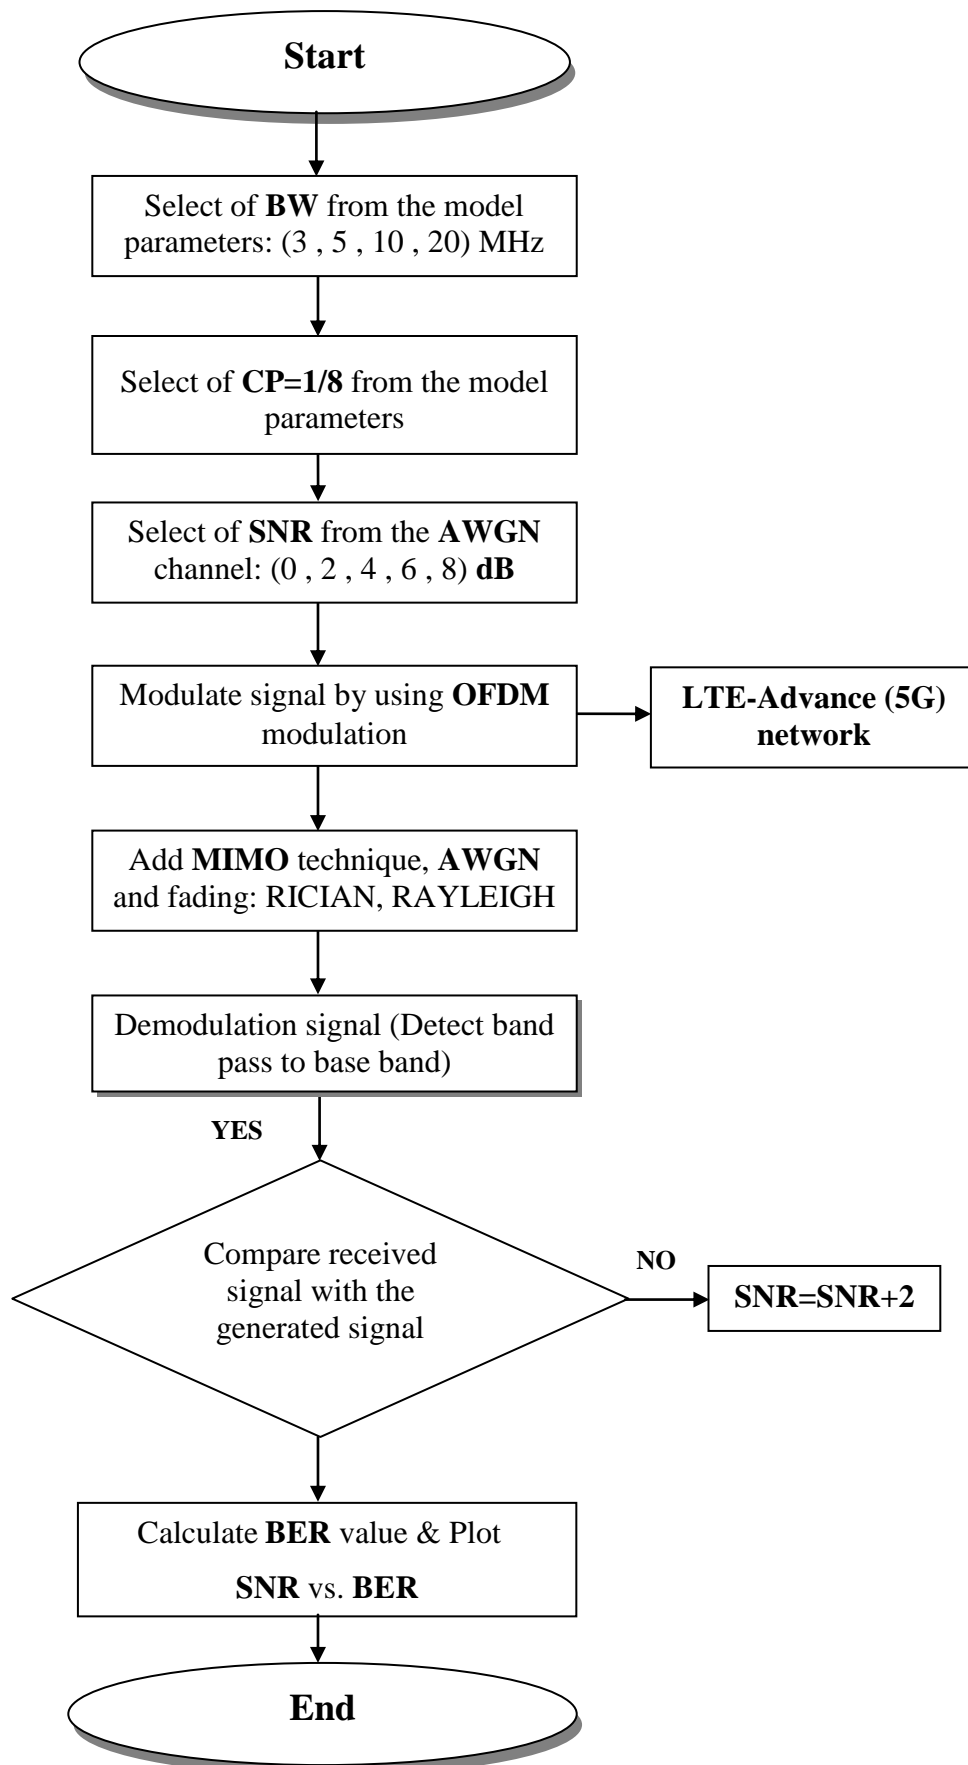 Start
Select of BW from the model
parameters: (3 , 5 , 10 , 20) MHz
Select of CP=1/8 from the model
parameters
Select of SNR from the AWGN
channel: (0 , 2 , 4 , 6 , 8) dB
Modulate signal by using OFDM
modulation
LTE-Advance (5G)
network
Add MIMO technique, AWGN
and fading: RICIAN, RAYLEIGH
Demodulation signal (Detect band
pass to base band)
YES
Compare received
signal with the
generated signal
NO
SNR=SNR+2
Calculate BER value & Plot
SNR vs. BER
End